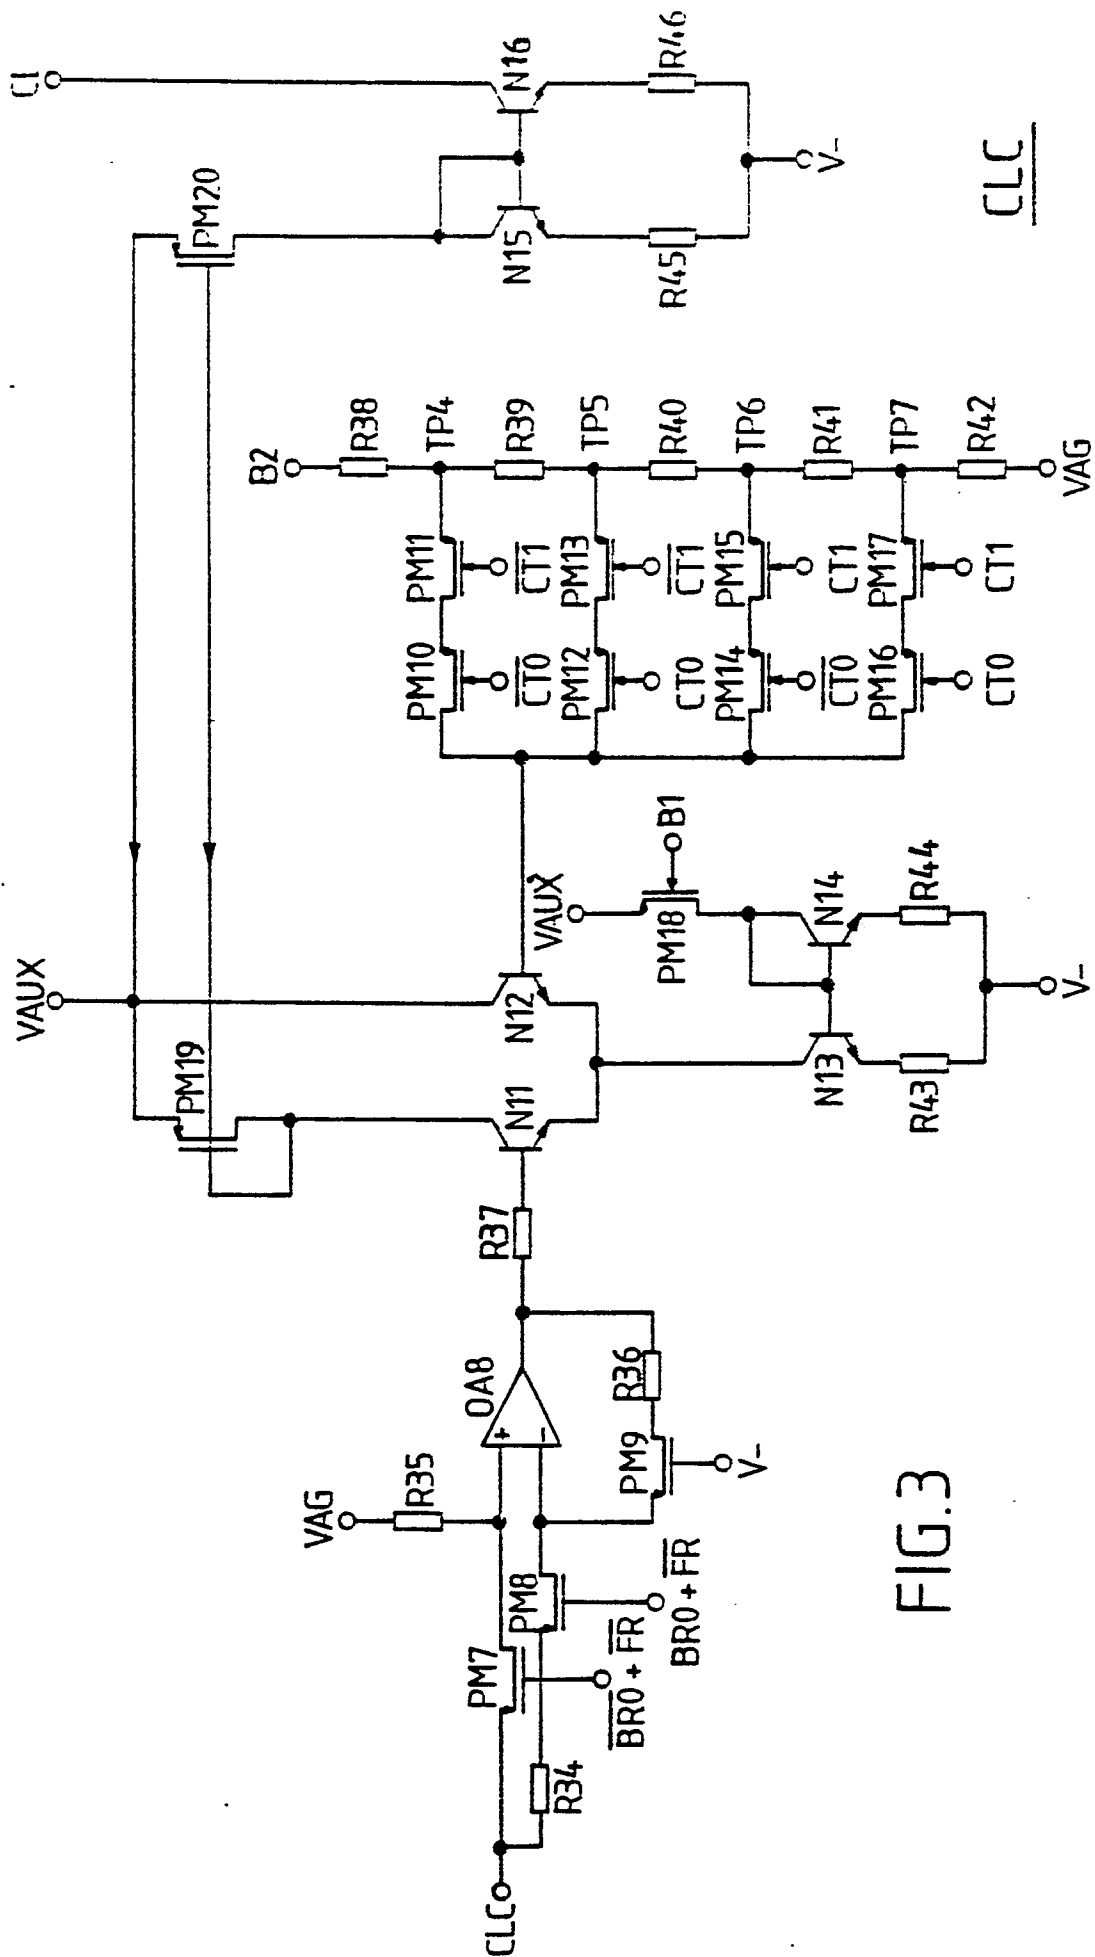 CLC
PM7
R34
BR0 + FR
PM8
BR0 + FR
VAG
R35
OA8
+
-
PM9
R36
V-
R37
VAUX
PM19
N11
N12
N13
N14
R43
R44
V-
VAUX
PM18
B1
PM10
PM11
CT0
CT1
PM12
PM13
CT0
CT1
PM14
PM15
CT0
CT1
PM16
PM17
CT0
CT1
B2
R38
TP4
R39
TP5
R40
TP6
R41
TP7
R42
VAG
PM20
CI
N15
N16
R45
R46
V-
CLC
FIG.3